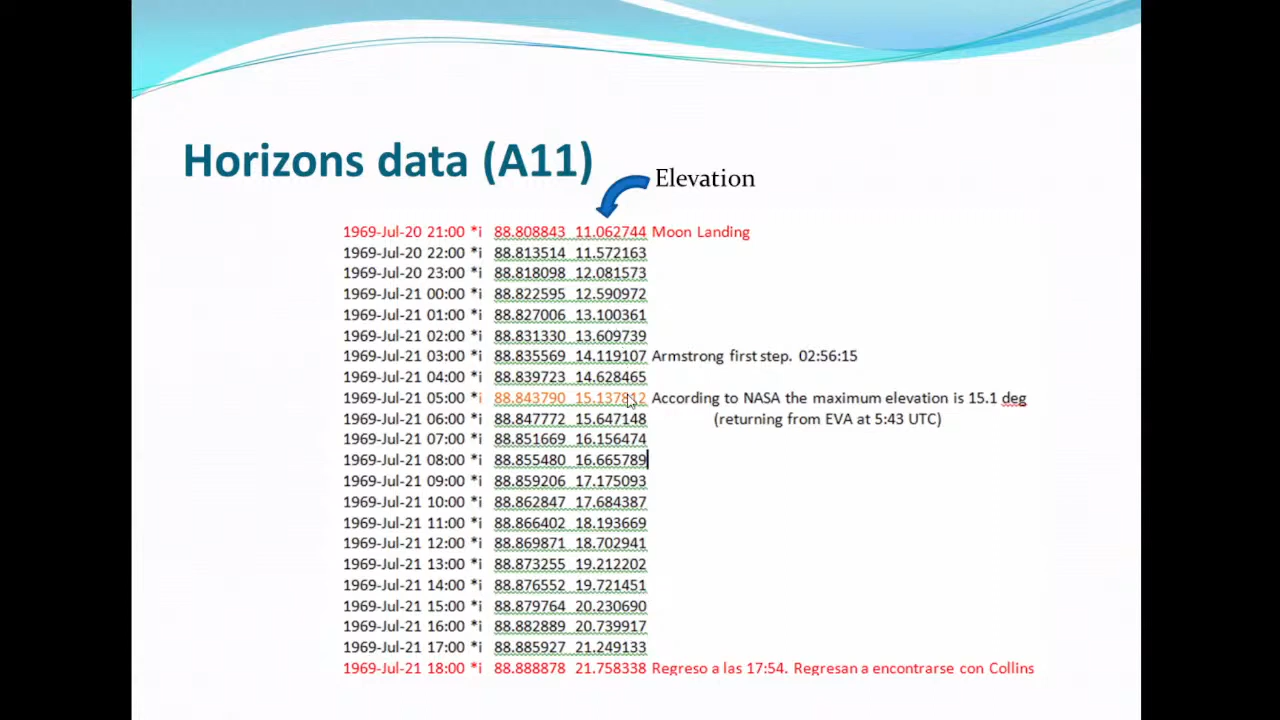 Horizons data (A11)
Elevation
1969-Jul-20 21:00 *i 88.808843 11.062744 Moon Landing
1969-Jul-20 22:00 *i 88.813514 11.572163
1969-Jul-20 23:00 *i 88.818098 12.081573
1969-Jul-21 00:00 *i 88.822595 12.590972
1969-Jul-21 01:00 *i 88.827006 13.100361
1969-Jul-21 02:00 *i 88.831330 13.609739
1969-Jul-21 03:00 *i 88.835569 14.119107 Armstrong first step. 02:56:15
1969-Jul-21 04:00 *i 88.839723 14.628465
1969-Jul-21 05:00 *i 88.843790 15.137812 According to NASA the maximum elevation is 15.1 deg
1969-Jul-21 06:00 *i 88.847772 15.647148 (returning from EVA at 5:43 UTC)
1969-Jul-21 07:00 *i 88.851669 16.156474
1969-Jul-21 08:00 *i 88.855480 16.665789
1969-Jul-21 09:00 *i 88.859206 17.175093
1969-Jul-21 10:00 *i 88.862847 17.684387
1969-Jul-21 11:00 *i 88.866402 18.193669
1969-Jul-21 12:00 *i 88.869871 18.702941
1969-Jul-21 13:00 *i 88.873255 19.212202
1969-Jul-21 14:00 *i 88.876552 19.721451
1969-Jul-21 15:00 *i 88.879764 20.230690
1969-Jul-21 16:00 *i 88.882889 20.739917
1969-Jul-21 17:00 *i 88.885927 21.249133
1969-Jul-21 18:00 *i 88.888878 21.758338 Regreso a las 17:54. Regresan a encontrarse con Collins